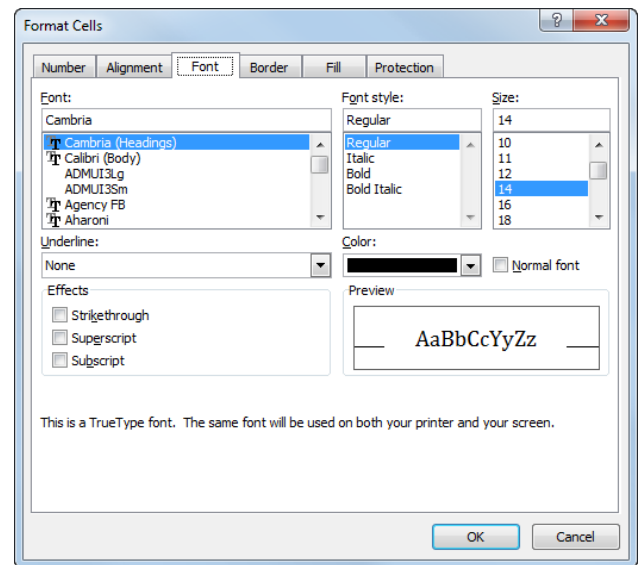 Format Cells
Number Alignment Font Border Fill Protection
Font: Font style: Size:
Cambria Regular 14
Cambria (Headings) Regular 10
Calibri (Body) Italic 11
ADMUI3Lg Bold 12
ADMUI3Sm Bold Italic 14
Agency FB 16
Aharoni 18
Underline: Color:
None Normal font
Effects Preview
Strikethrough
Superscript AaBbCcYyZz
Subscript
This is a TrueType font. The same font will be used on both your printer and your screen.
OK Cancel